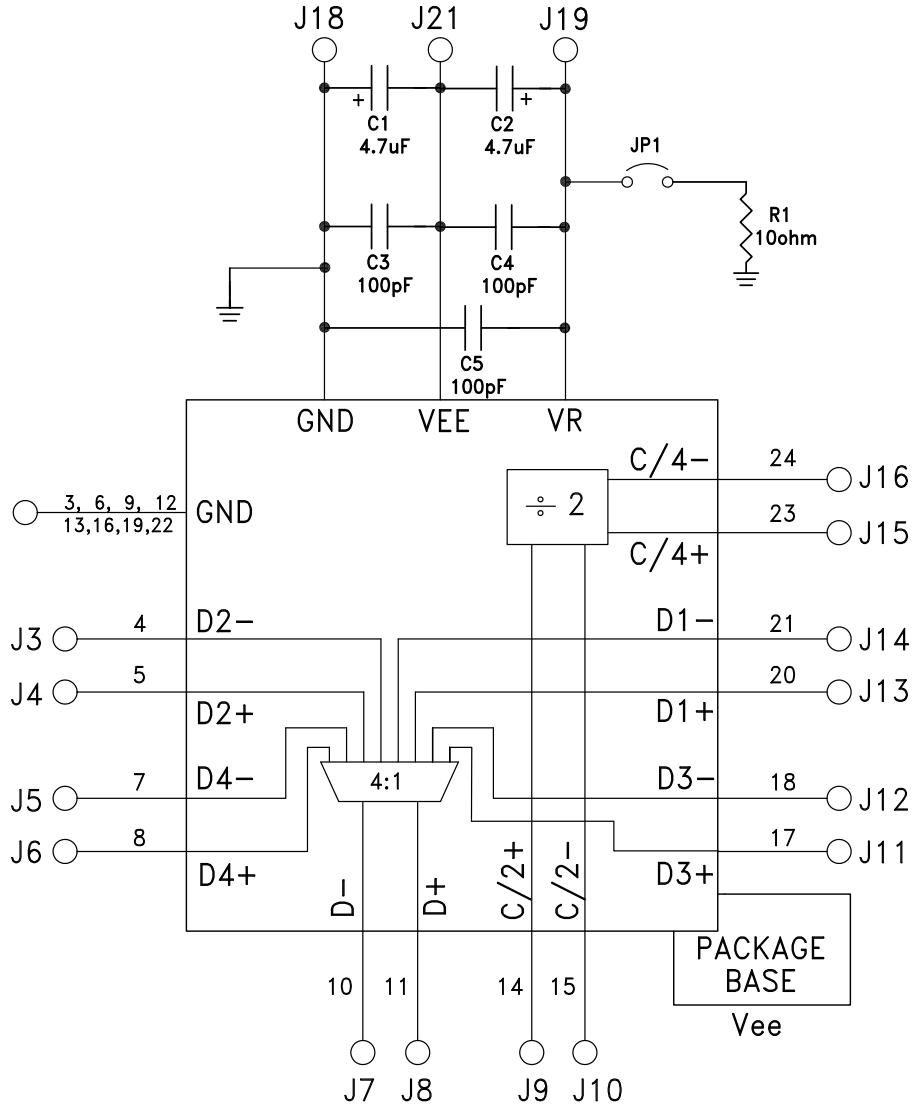 J18 J21 J19
+ +
C1 C2
4.7uF 4.7uF
JP1
R1
10ohm
C3 C4
100pF 100pF
C5
100pF
GND VEE VR
C/4− 24 J16
÷ 2
3, 6, 9, 12 GND
13,16,19,22
23 J15
C/4+
J3 4 D2− D1− 21 J14
J4 5 20 J13
D2+ D1+
J5 7 D4− 4:1 D3− 18 J12
J6 8 17 J11
D4+ D3+
D− D+ C/2+ C/2−
PACKAGE
BASE
Vee
10 11 14 15
J7 J8 J9 J10